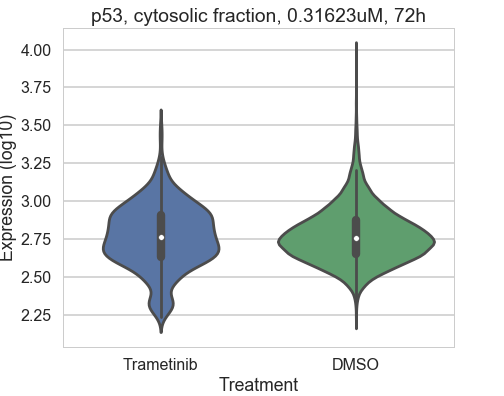 p53, cytosolic fraction, 0.31623uM, 72h
Expression (log10)
4.00
3.75
3.50
3.25
3.00
2.75
2.50
2.25
Trametinib
DMSO
Treatment